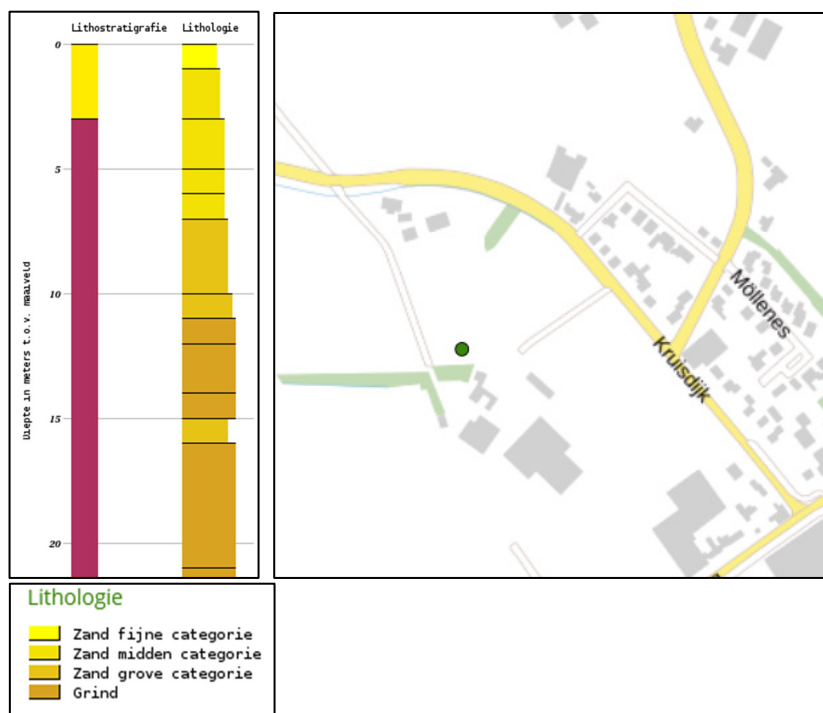 Lithostratigrafie Lithologie
0
5
10
15
20
Diepte in meters t.o.v. maaiveld
Möllenes
Kruisdijk
Lithologie
Zand fijne categorie
Zand midden categorie
Zand grove categorie
Grind